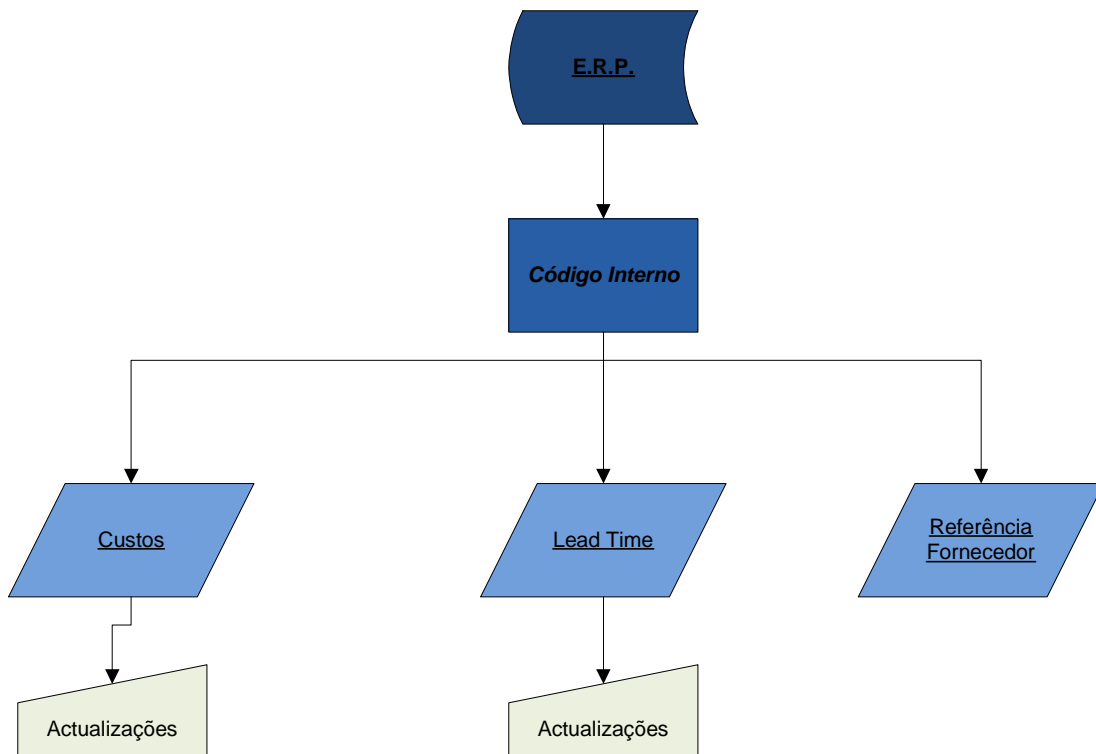 E.R.P.
Código Interno
Custos
Lead Time
Referência
Fornecedor
Actualizações
Actualizações